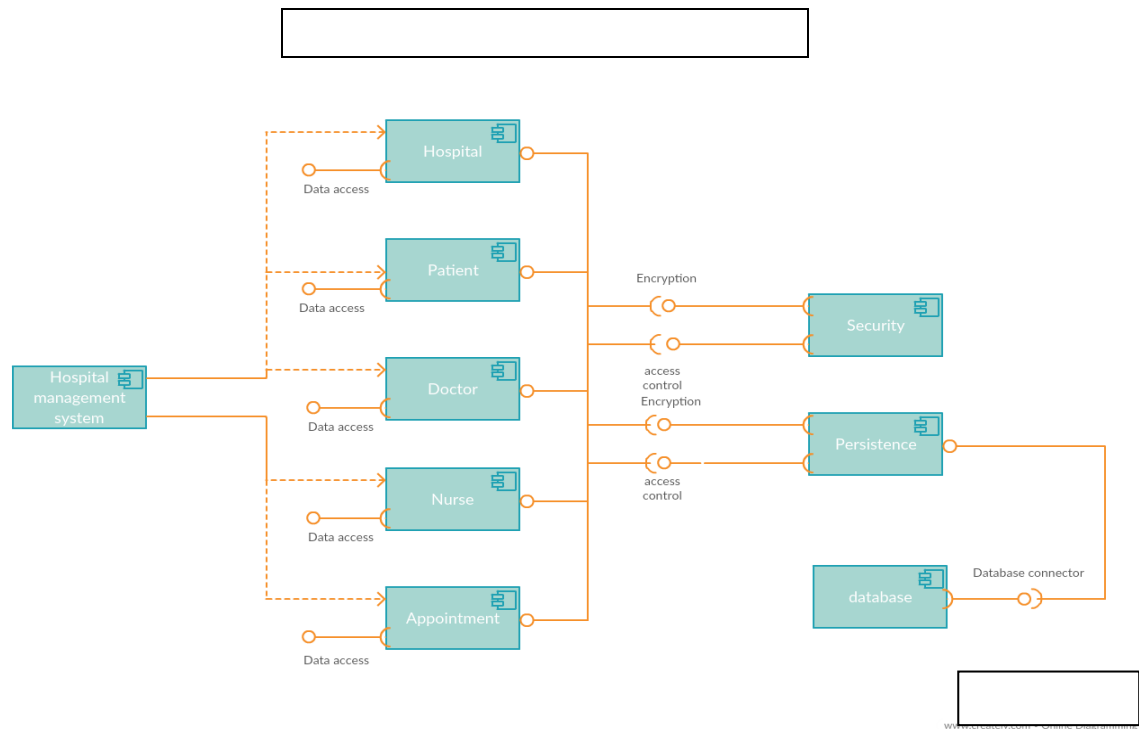 Hospital
Data access
Patient
Data access
Encryption
Security
access
control
Encryption
Doctor
Data access
Hospital
management
system
Persistence
access
control
Nurse
Data access
Database connector
database
Appointment
Data access